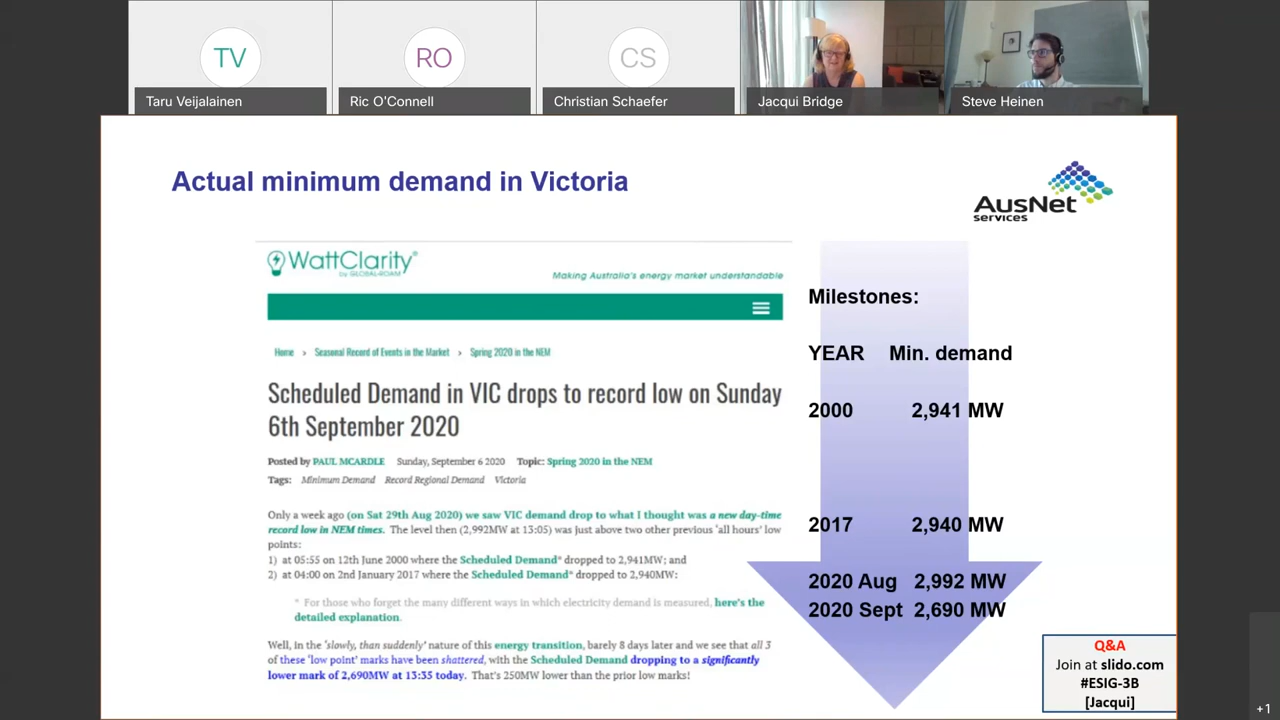 TV
RO
CS
Taru Veijalainen
Ric O'Connell
Christian Schaefer
Jacqui Bridge
Steve Heinen
Actual minimum demand in Victoria
AusNet
services
WattClarity®
by GLOBAL-ROAM
Making Australia's energy market understandable
Home > Seasonal Record of Events in the Market > Spring 2020 in the NEM
Scheduled Demand in VIC drops to record low on Sunday
6th September 2020
Posted by PAUL MCARDLE Sunday, September 6 2020 Topic: Spring 2020 in the NEM
Tags: Minimum Demand Record Regional Demand Victoria
Only a week ago (on Sat 29th Aug 2020) we saw VIC demand drop to what I thought was a new day-time
record low in NEM times. The level then (2,992MW at 13:05) was just above two other previous 'all hours' low
points:
1) at 05:55 on 12th June 2000 where the Scheduled Demand* dropped to 2,941MW; and
2) at 04:00 on 2nd January 2017 where the Scheduled Demand* dropped to 2,940MW:
* For those who forget the many different ways in which electricity demand is measured, here's the
detailed explanation.
Well, in the 'slowly, than suddenly' nature of this energy transition, barely 8 days later and we see that all 3
of these 'low point' marks have been shattered, with the Scheduled Demand dropping to a significantly
lower mark of 2,690MW at 13:35 today. That's 250MW lower than the prior low marks!
Milestones:
YEAR Min. demand
2000 2,941 MW
2017 2,940 MW
2020 Aug 2,992 MW
2020 Sept 2,690 MW
Q&A
Join at slido.com
#ESIG-3B
[Jacqui]
+1